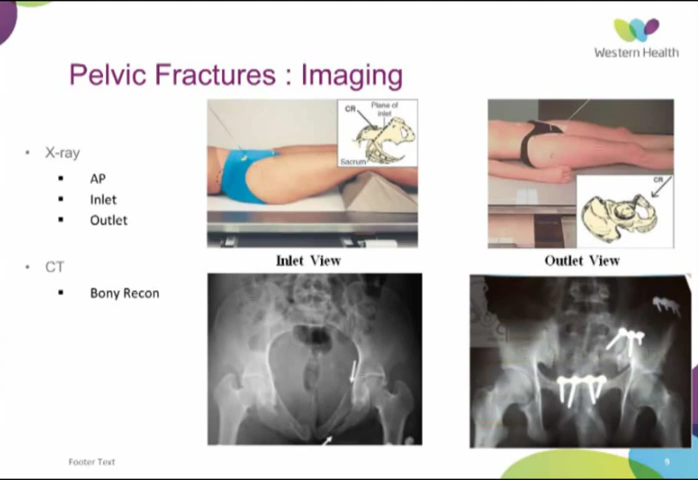 Western Health
Pelvic Fractures : Imaging
• X-ray
▪ AP
▪ Inlet
▪ Outlet
• CT
▪ Bony Recon
CR
Plane of
inlet
Sacrum
CR
Inlet View
Outlet View
Footer Text
9